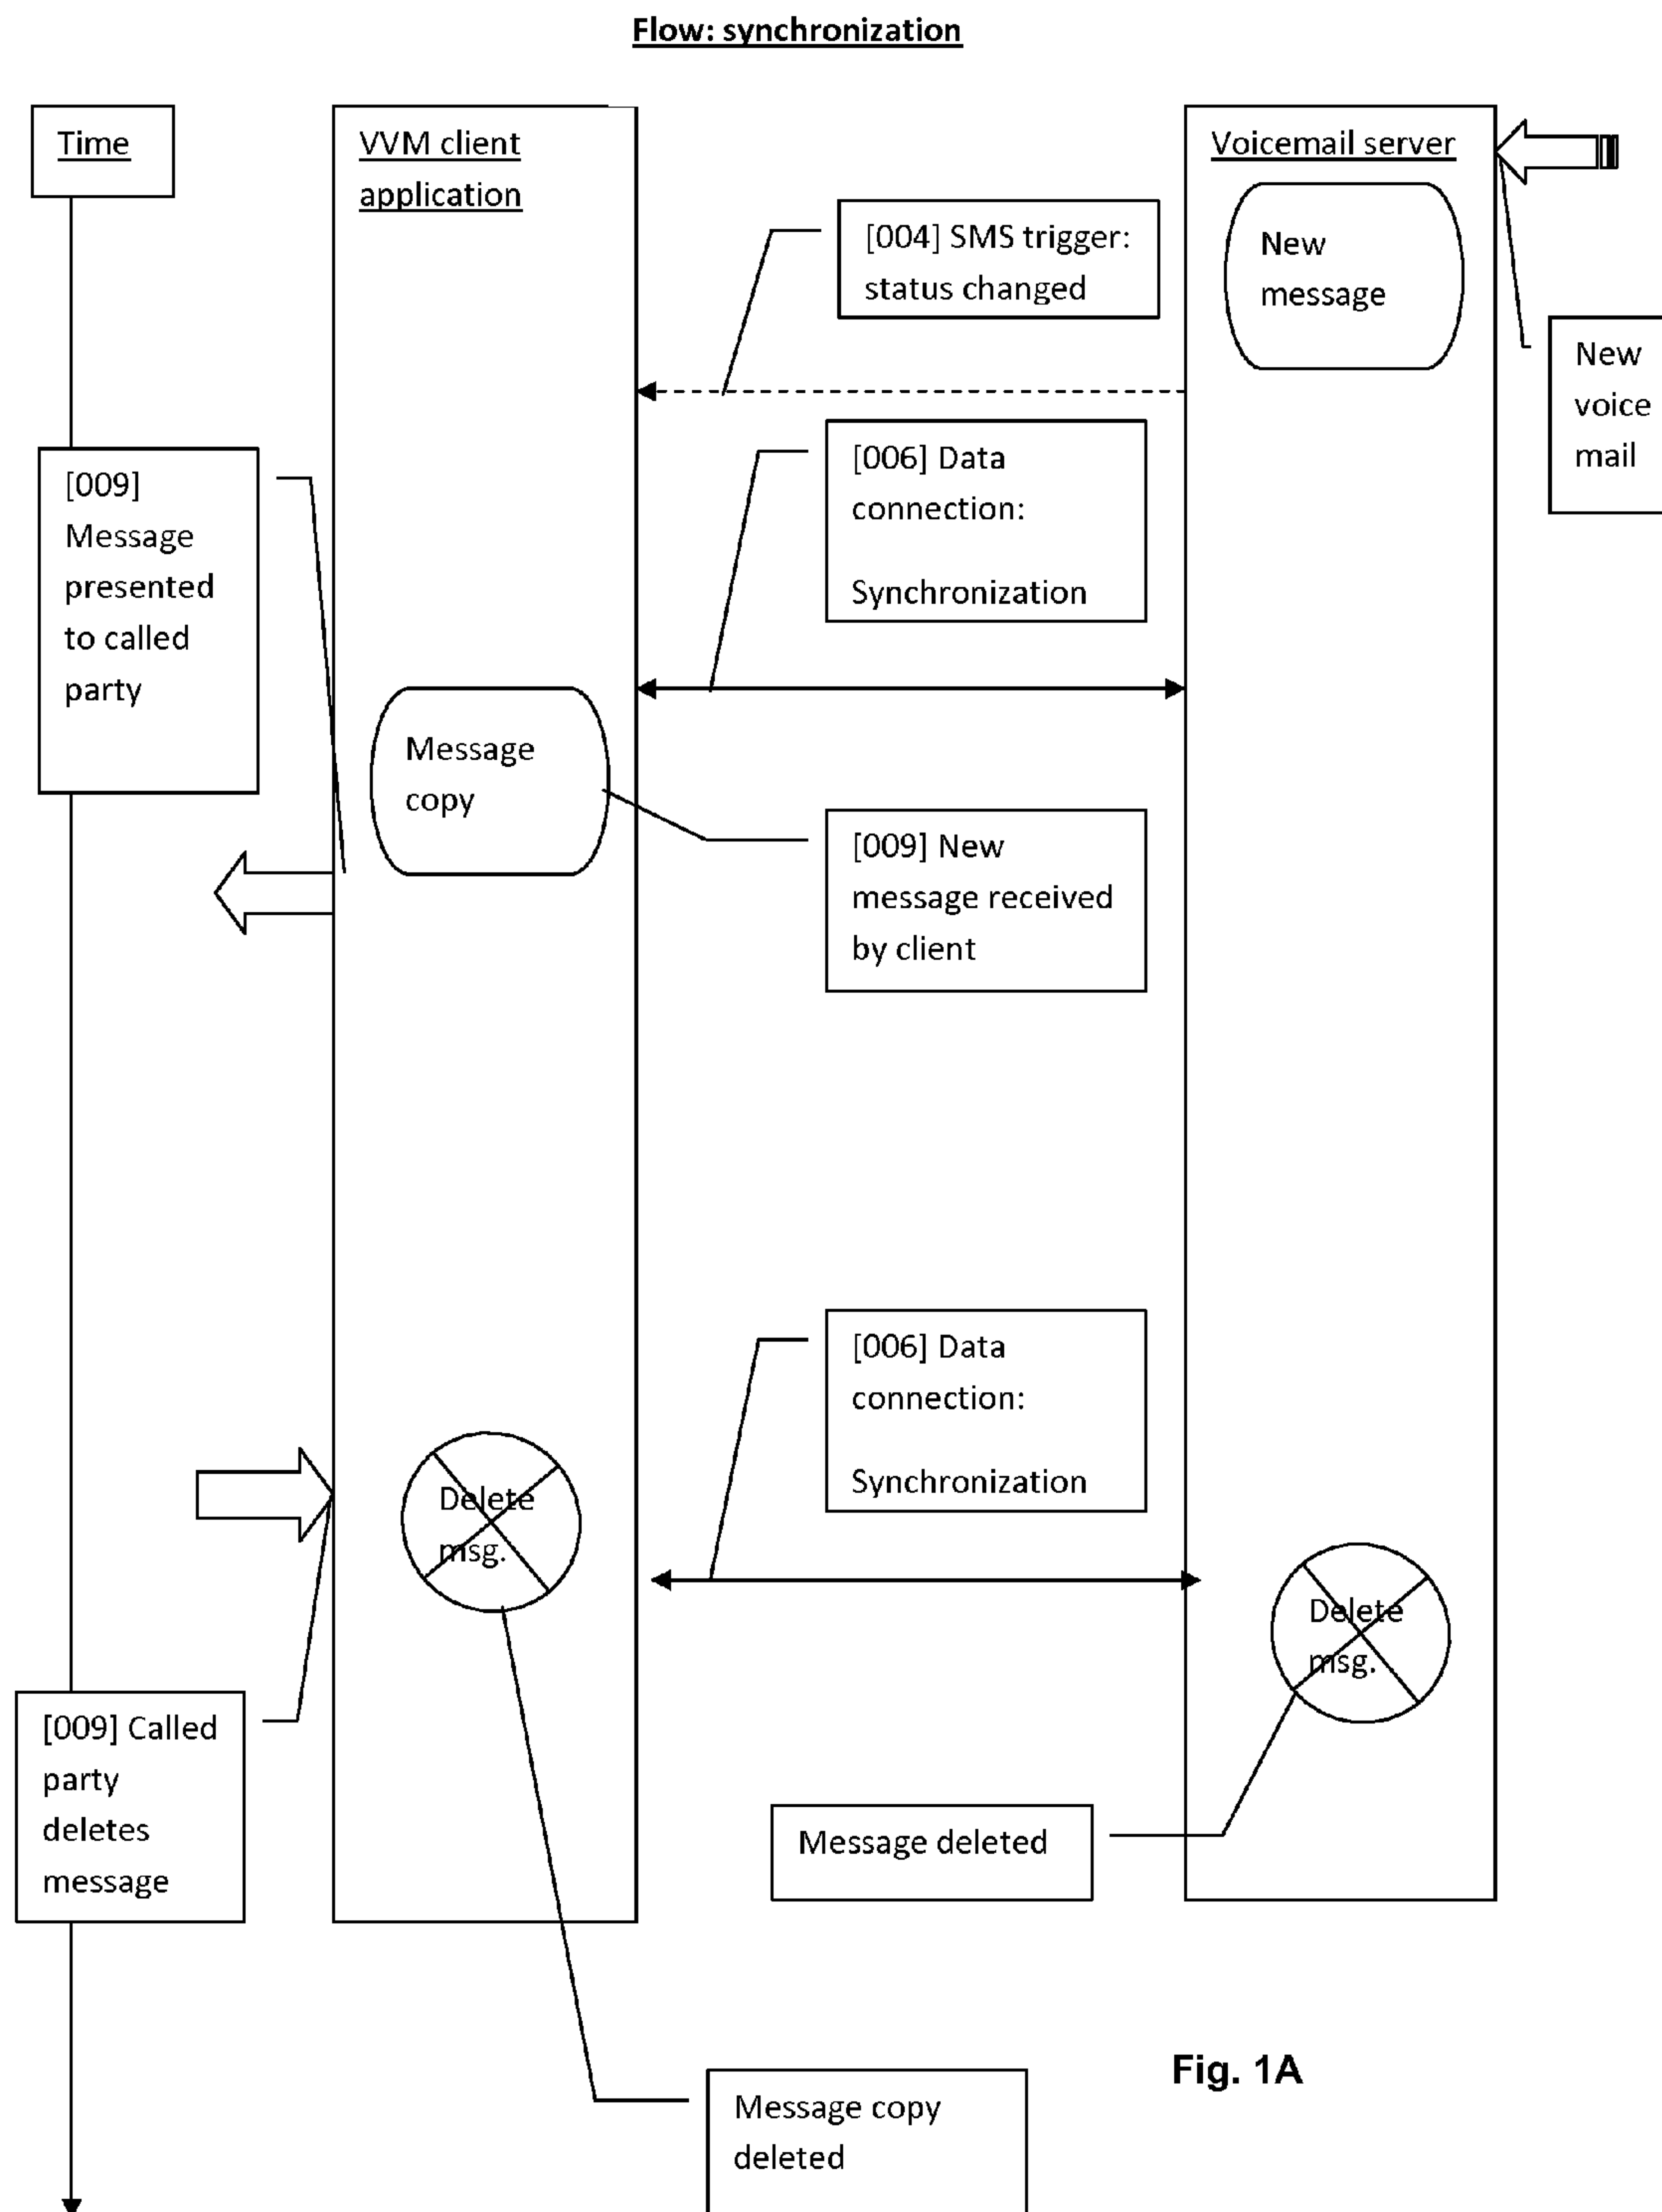 Flow: synchronization
Time
VVM client
application
Voicemail server
[004] SMS trigger:
status changed
New
message
New
voice
mail
[006] Data
connection:
Synchronization
[009]
Message
presented
to called
party
Message
copy
[009] New
message received
by client
[006] Data
connection:
Synchronization
Delete
msg.
Delete
msg.
[009] Called
party
deletes
message
Message deleted
Fig. 1A
Message copy
deleted